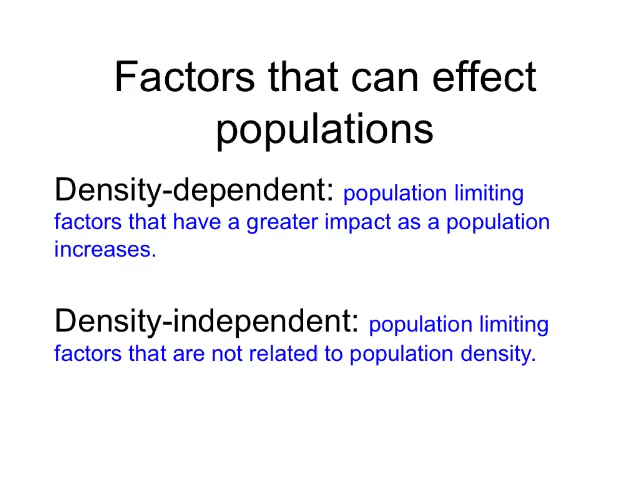 Factors that can effect
populations
Density-dependent: population limiting
factors that have a greater impact as a population
increases.
Density-independent: population limiting
factors that are not related to population density.